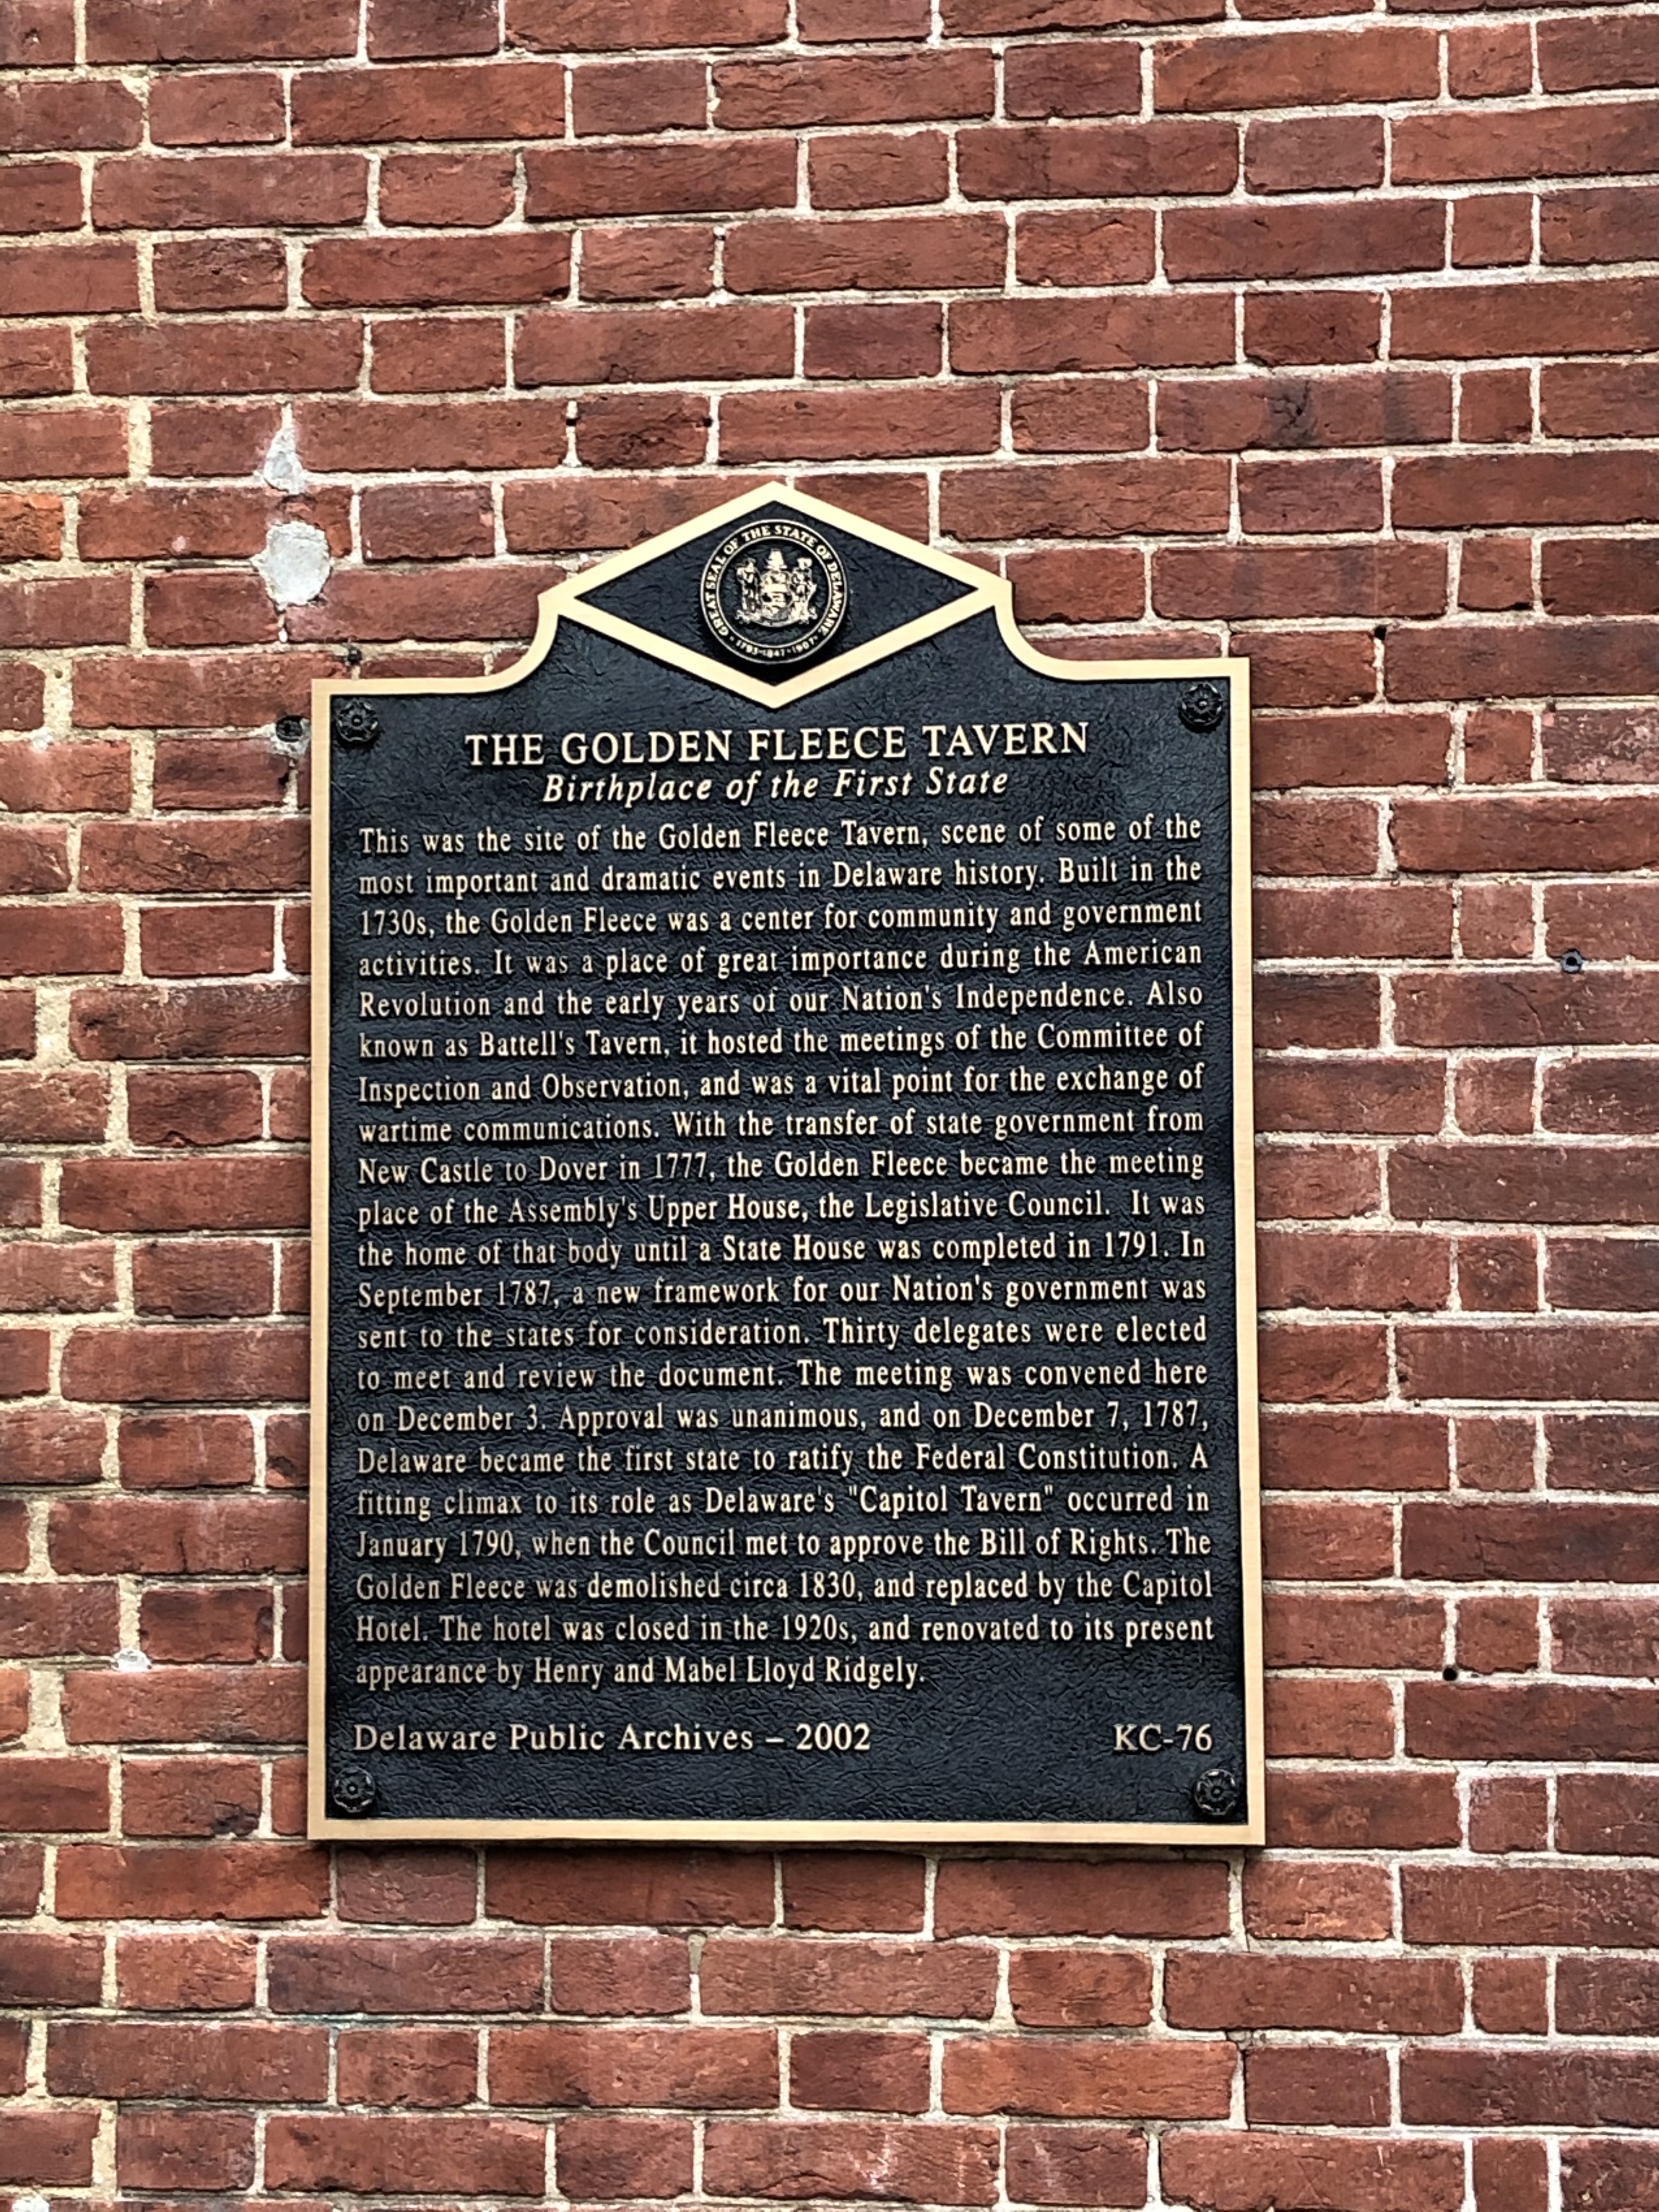 GREAT SEAL OF THE STATE OF DELAWARE
1793·1847·1907
THE GOLDEN FLEECE TAVERN
Birthplace of the First State
This was the site of the Golden Fleece Tavern, scene of some of the
most important and dramatic events in Delaware history. Built in the
1730s, the Golden Fleece was a center for community and government
activities. It was a place of great importance during the American
Revolution and the early years of our Nation's Independence. Also
known as Battell's Tavern, it hosted the meetings of the Committee of
Inspection and Observation, and was a vital point for the exchange of
wartime communications. With the transfer of state government from
New Castle to Dover in 1777, the Golden Fleece became the meeting
place of the Assembly's Upper House, the Legislative Council. It was
the home of that body until a State House was completed in 1791. In
September 1787, a new framework for our Nation's government was
sent to the states for consideration. Thirty delegates were elected
to meet and review the document. The meeting was convened here
on December 3. Approval was unanimous, and on December 7, 1787,
Delaware became the first state to ratify the Federal Constitution. A
fitting climax to its role as Delaware's "Capitol Tavern" occurred in
January 1790, when the Council met to approve the Bill of Rights. The
Golden Fleece was demolished circa 1830, and replaced by the Capitol
Hotel. The hotel was closed in the 1920s, and renovated to its present
appearance by Henry and Mabel Lloyd Ridgely.
Delaware Public Archives – 2002 KC-76